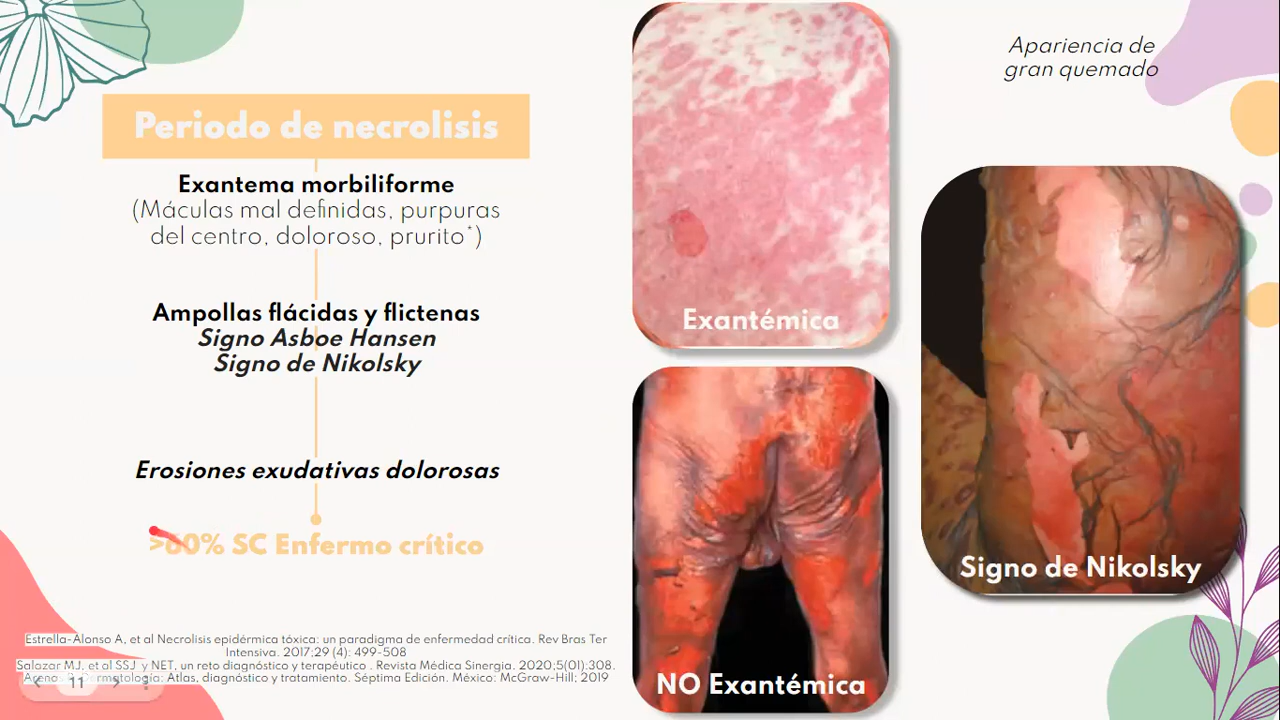 Periodo de necrolisis
Exantema morbiliforme
(Máculas mal definidas, purpuras
del centro, doloroso, prurito*)
Ampollas flácidas y flictenas
Signo Asboe Hansen
Signo de Nikolsky
Erosiones exudativas dolorosas
SC Enfermo crítico
Estrella-Alonso A, et al Necrolisis epidérmica tóxica: un paradigma de enfermedad crítica. Rev Bras Ter
Intensiva. 2017:29 (4): 499-508
Salazar MJ, et al SSJ y NET, un reto diagnóstico y terapéutico . Revista Médica Sinergia. 2020;5(01):308.
Dermatología: Atlas, diagnóstico y tratamiento. Séptima Edición. México: McGraw-Hill; 2019
11
Exantémica
NO Exantémica
Apariencia de
gran quemado
Signo de Nikolsky